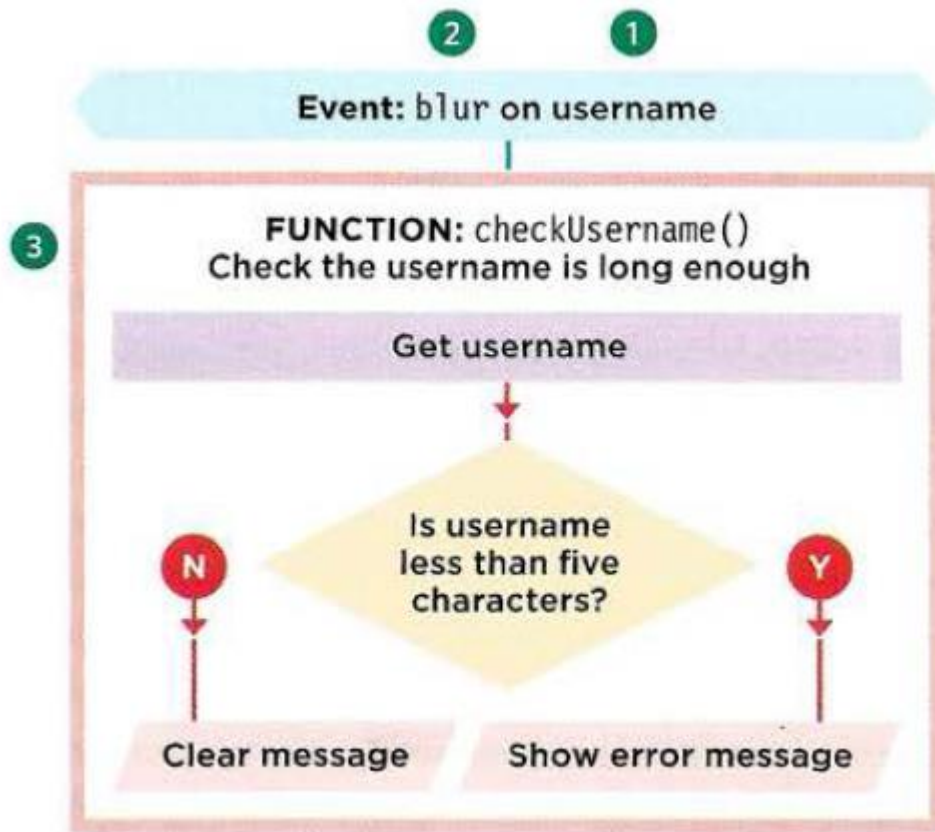 2 1
Event: blur on username
3
FUNCTION: checkUsername()
Check the username is long enough
Get username
Is username
less than five
characters?
N
Y
Clear message
Show error message